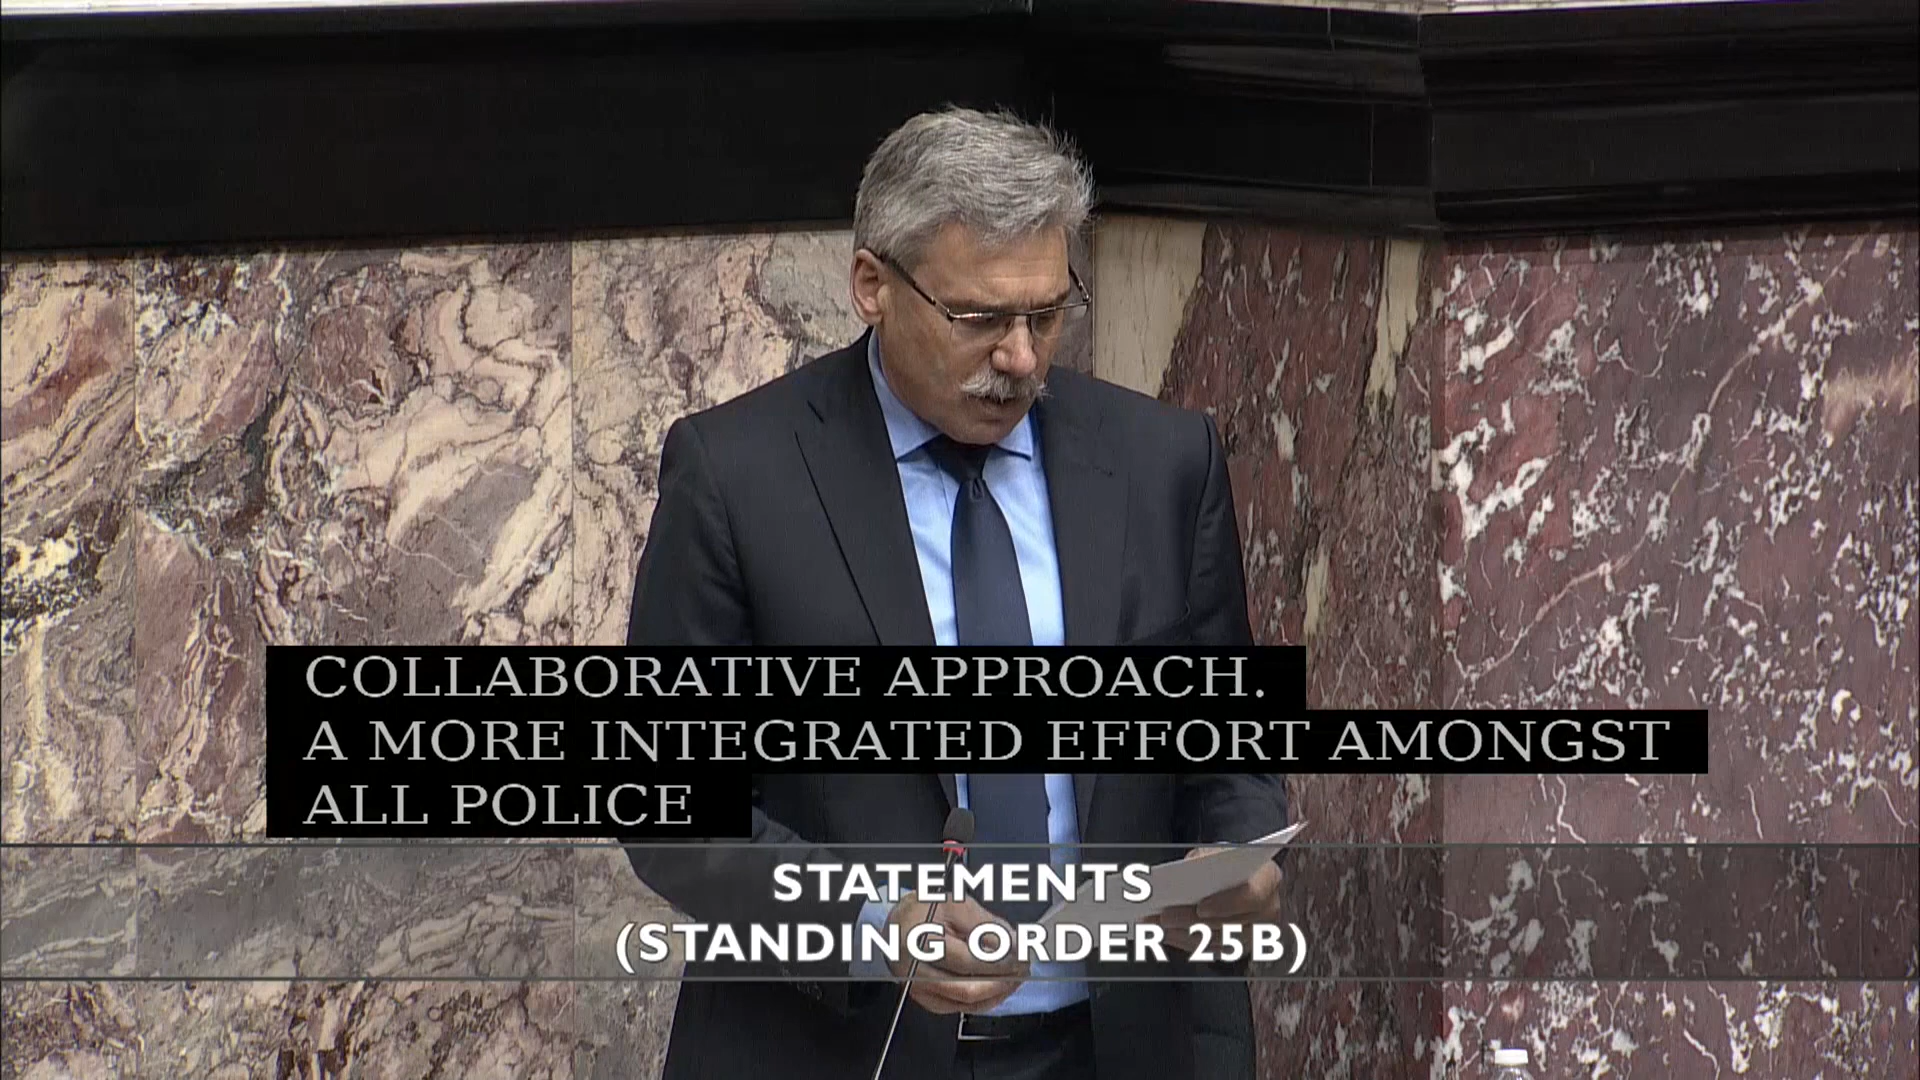 COLLABORATIVE APPROACH.
A MORE INTEGRATED EFFORT AMONGST
ALL POLICE
STATEMENTS
(STANDING ORDER 25B)